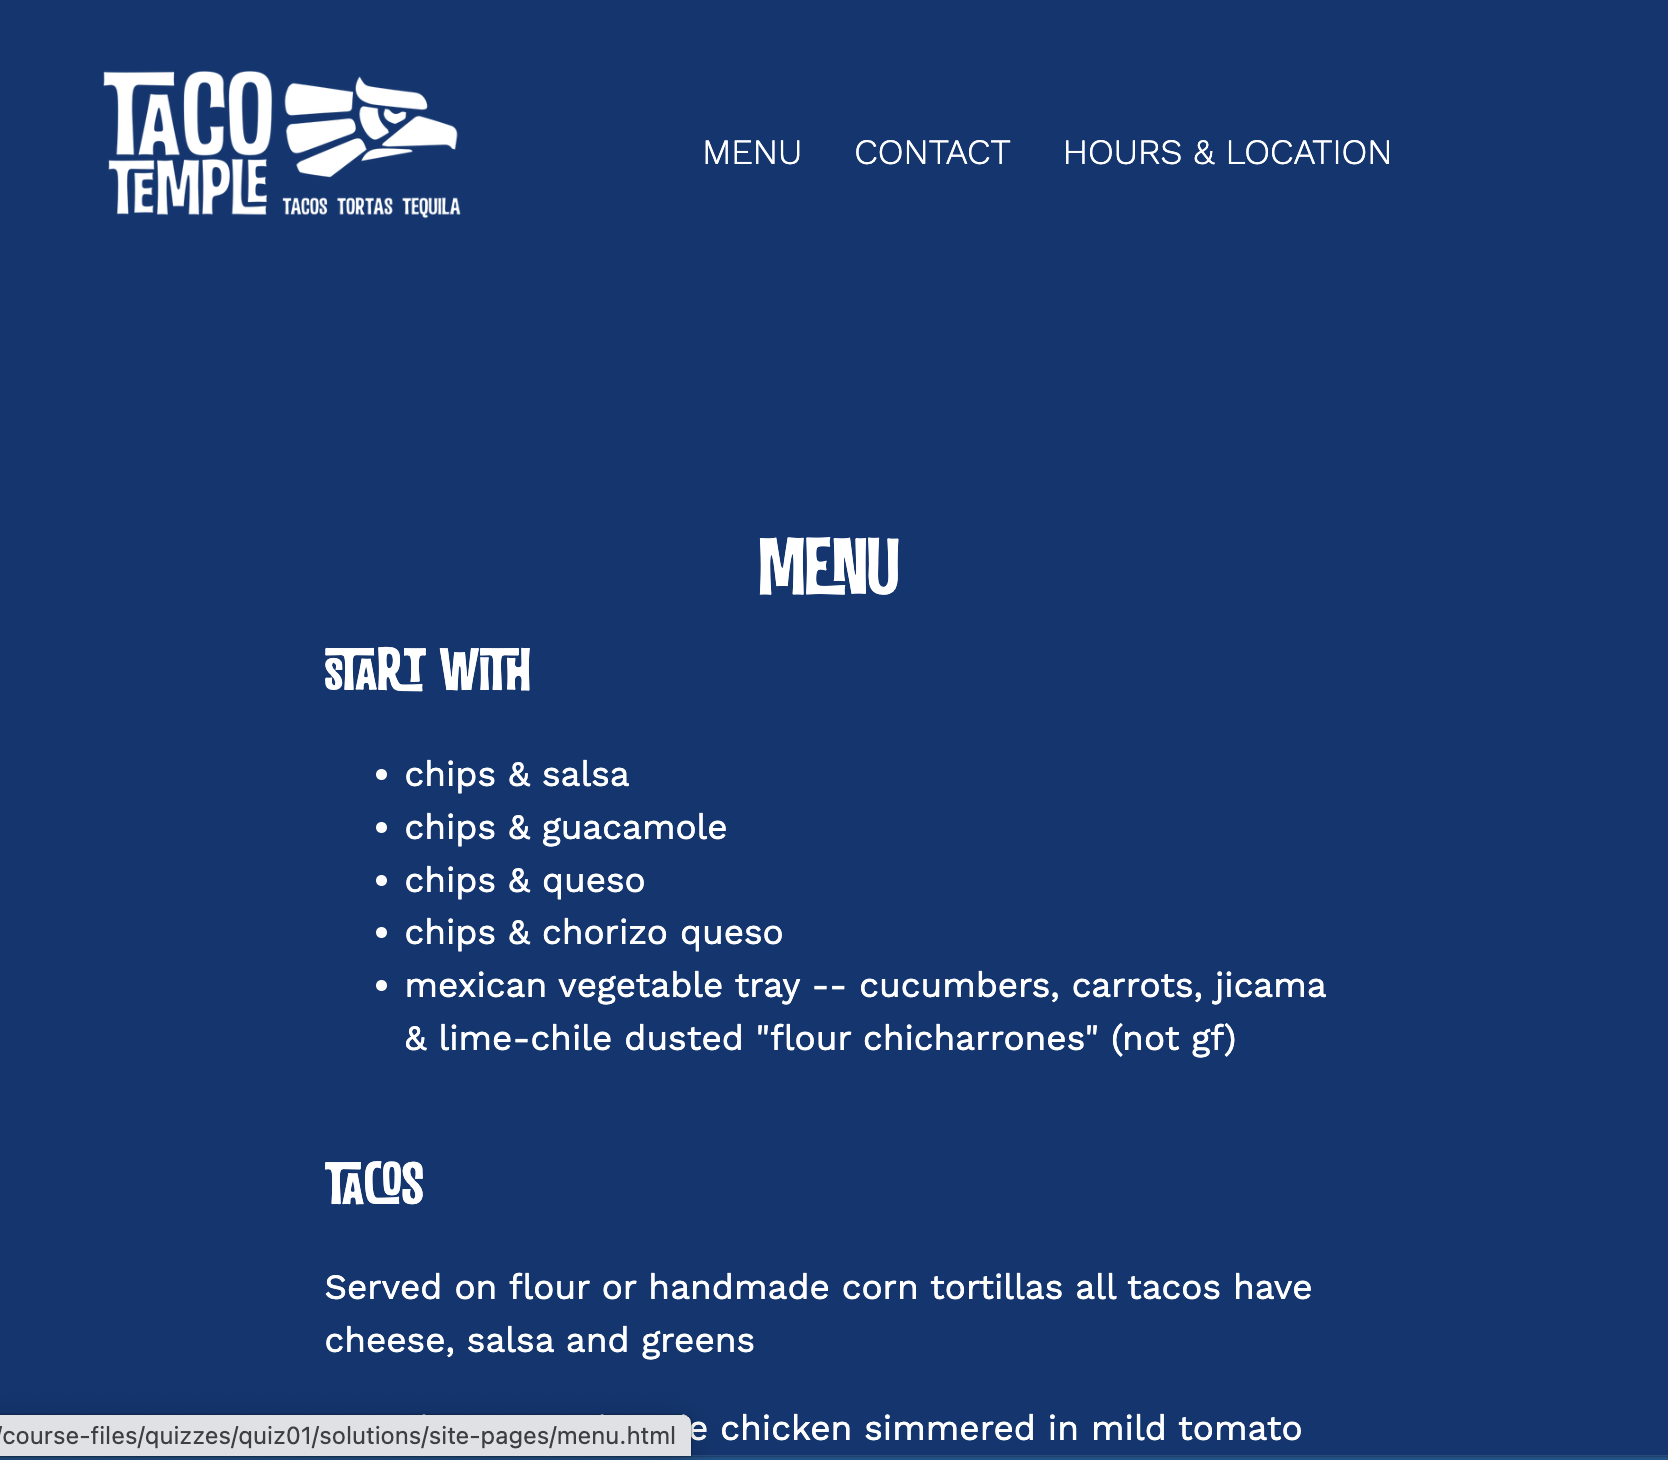 TACO
TEMPLE
TACOS TORTAS TEQUILA
MENU CONTACT HOURS & LOCATION
MENU
START WITH
• chips & salsa
• chips & guacamole
• chips & queso
• chips & chorizo queso
• mexican vegetable tray -- cucumbers, carrots, jicama
& lime-chile dusted "flour chicharrones" (not gf)
TACOS
Served on flour or handmade corn tortillas all tacos have
cheese, salsa and greens
chicken simmered in mild tomato
/course-files/quizzes/quiz01/solutions/site-pages/menu.html